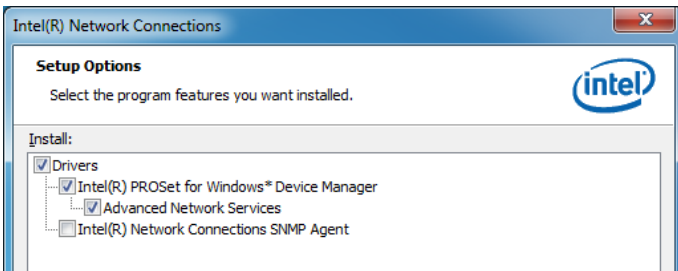 Intel(R) Network Connections
Setup Options
Select the program features you want installed.
intel
Install:
Drivers
Intel(R) PROSet for Windows* Device Manager
Advanced Network Services
Intel(R) Network Connections SNMP Agent